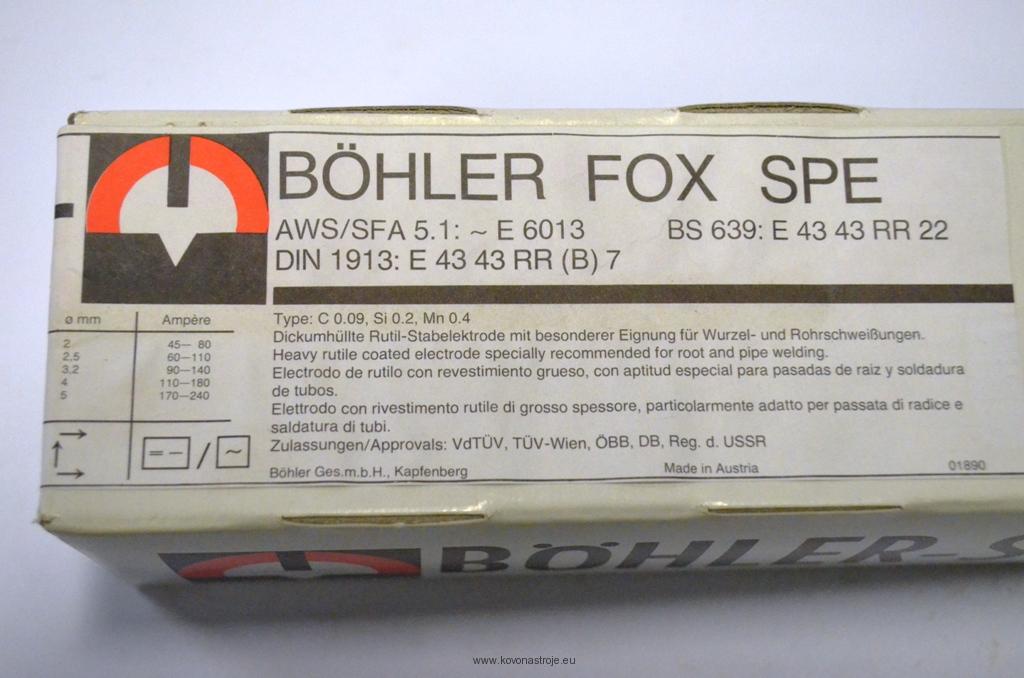 BÖHLER FOX SPE
AWS/SFA 5.1: ~ E 6013 BS 639: E 43 43 RR 22
DIN 1913: E 43 43 RR (B) 7
ø mm Ampère
2 45— 80
2,5 60—110
3,2 90—140
4 110—180
5 170—240
= – / ~
Type: C 0.09, Si 0.2, Mn 0.4
Dickumhüllte Rutil-Stabelektrode mit besonderer Eignung für Wurzel- und Rohrschweißungen.
Heavy rutile coated electrode specially recommended for root and pipe welding.
Electrodo de rutilo con revestimiento grueso, con aptitud especial para pasadas de raiz y soldadura
de tubos.
Elettrodo con rivestimento rutile di grosso spessore, particolarmente adatto per passata di radice e
saldatura di tubi.
Zulassungen/Approvals: VdTÜV, TÜV-Wien, ÖBB, DB, Reg. d. USSR
Böhler Ges.m.b.H., Kapfenberg Made in Austria 01890
BÖHLER-S
www.kovonastroje.eu